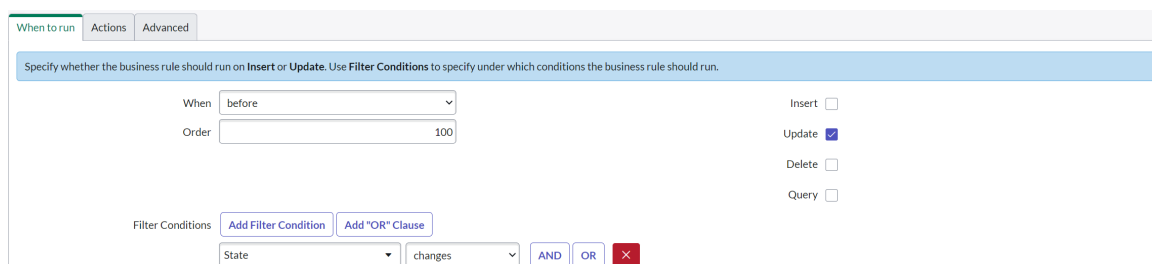 When to run Actions Advanced
Specify whether the business rule should run on Insert or Update. Use Filter Conditions to specify under which conditions the business rule should run.
When before Insert
Order 100 Update
Delete
Query
Filter Conditions Add Filter Condition Add "OR" Clause
State changes AND OR